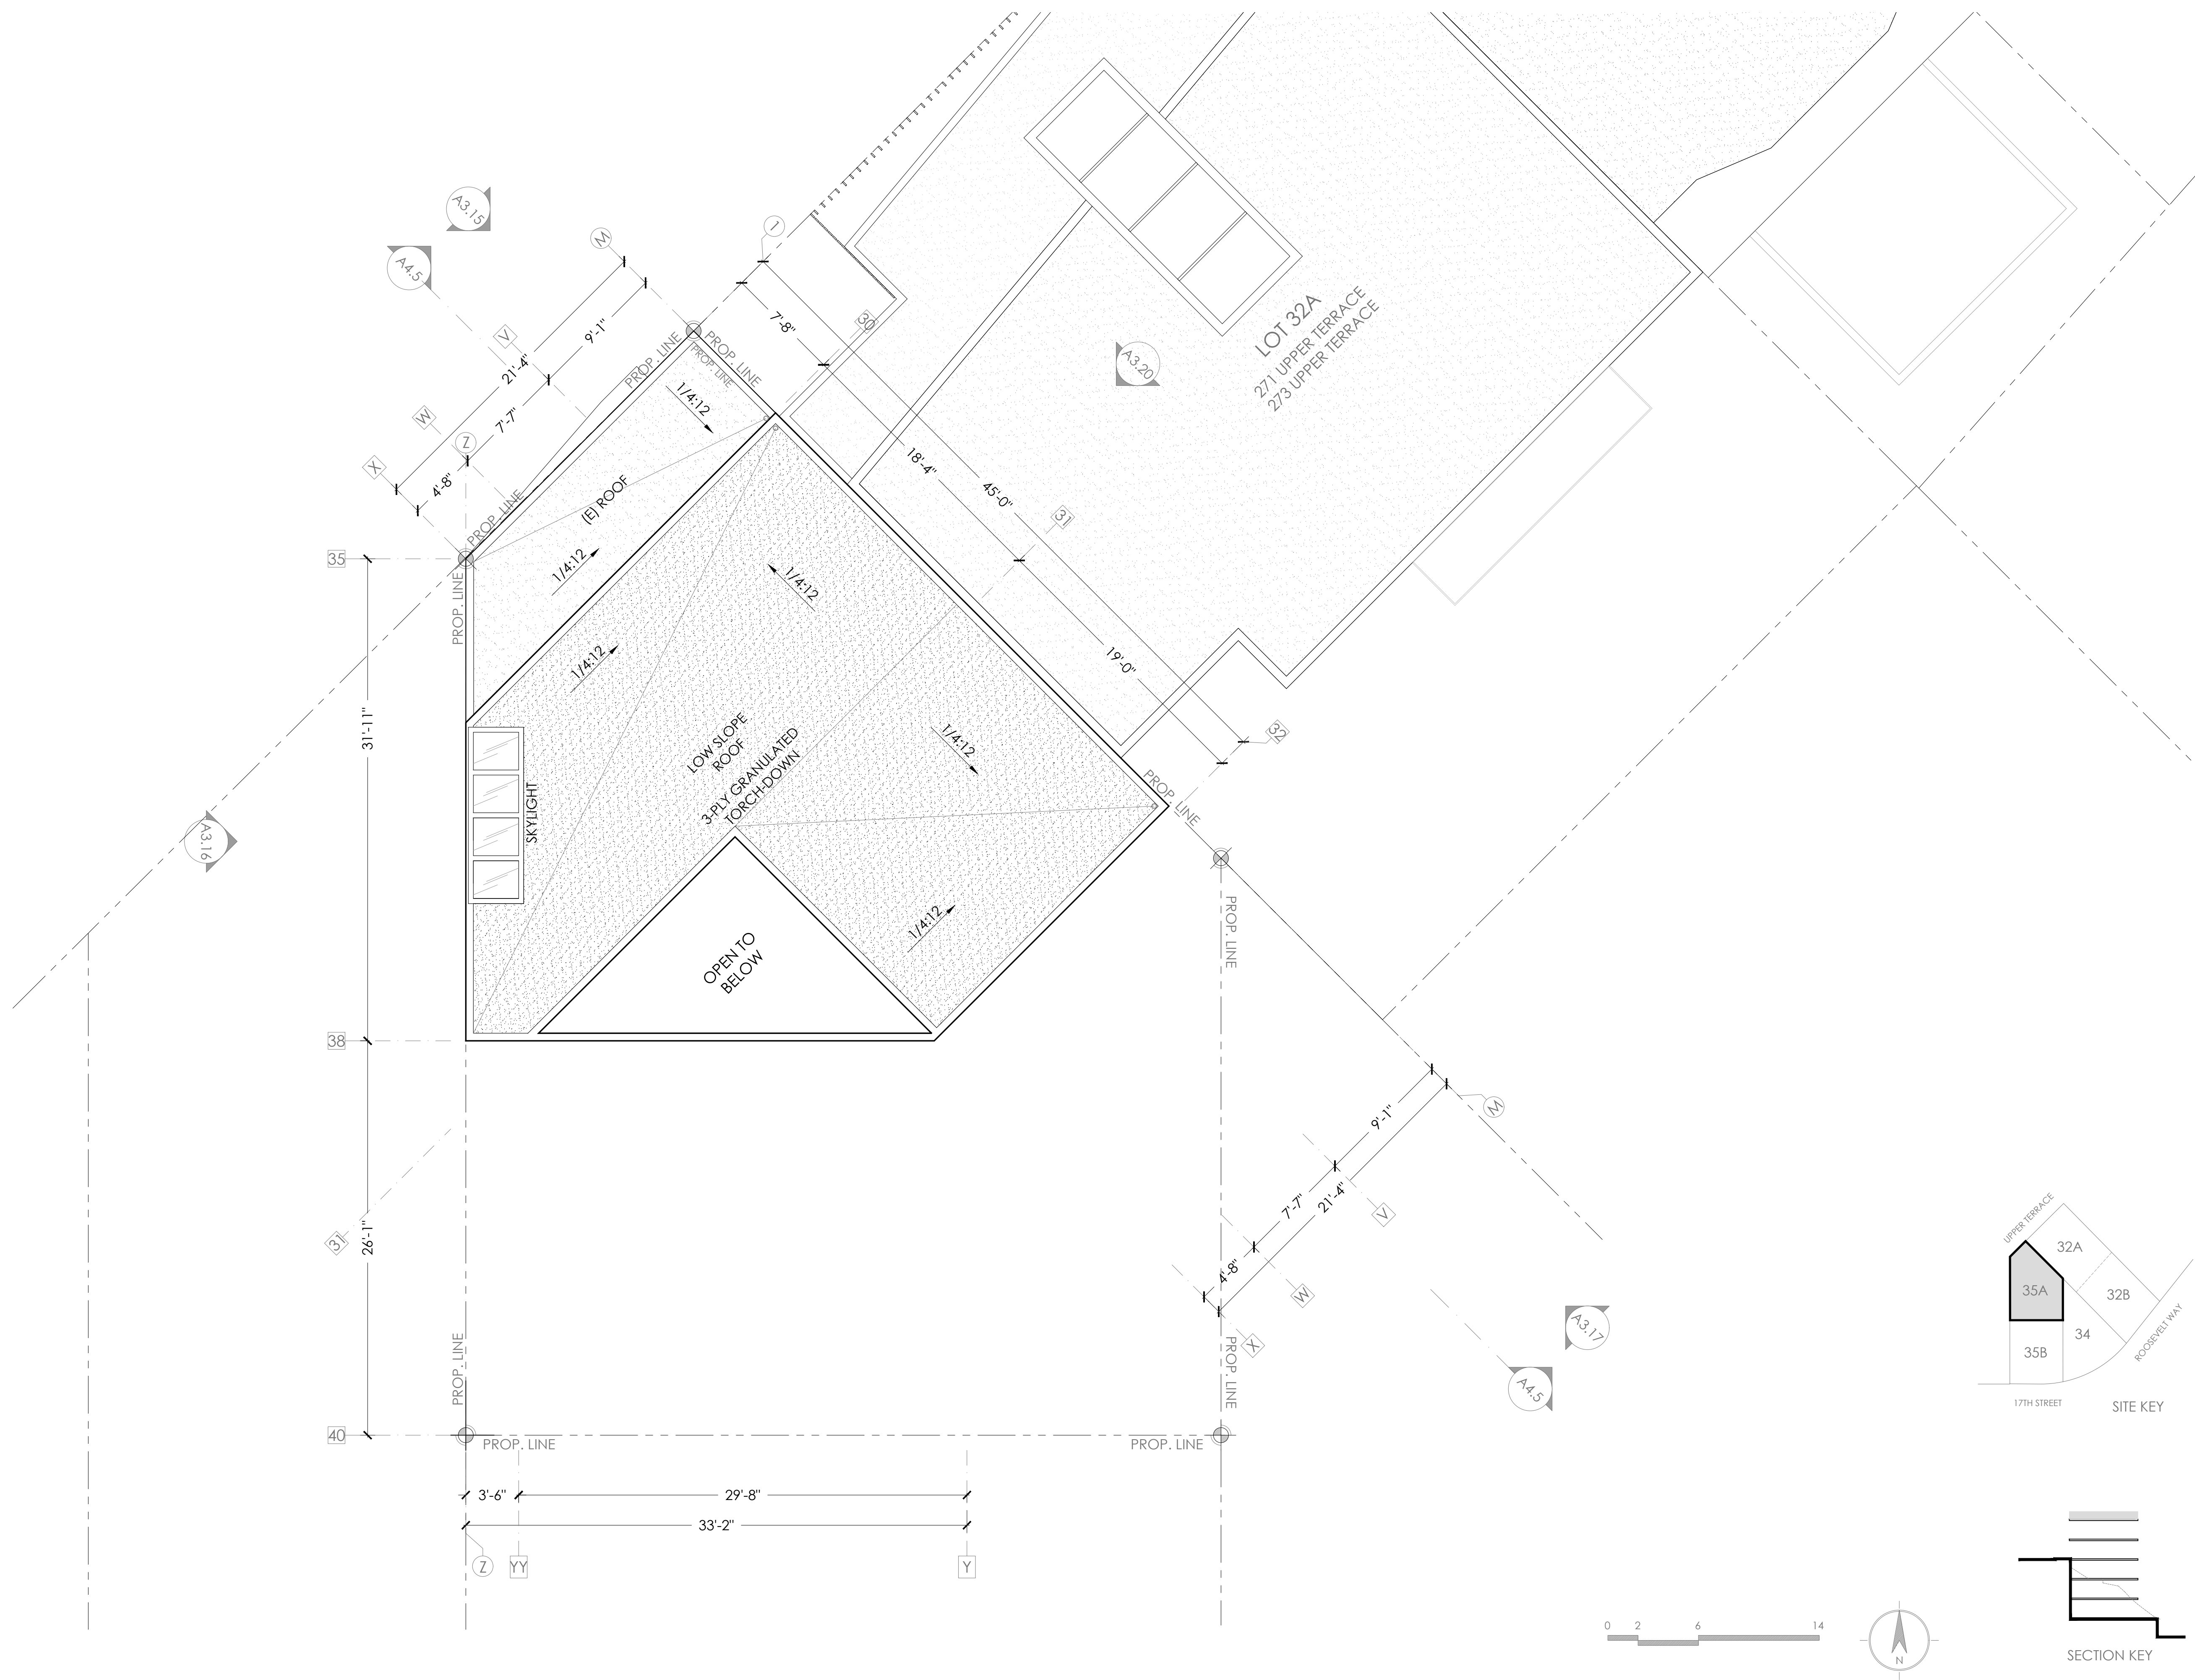 A3.15
A4.5
M
1
V
9'-1"
21'-4"
7'-8"
30
W
7'-7"
Z
X
4'-8"
PROP. LINE
PROP. LINE
PROP. LINE
PROP. LINE
1/4:12
A3.20
LOT 32A
271 UPPER TERRACE
273 UPPER TERRACE
18'-4"
45'-0"
31
(E) ROOF
1/4:12
35
PROP. LINE
1/4:12
1/4:12
19'-0"
31'-11"
LOW SLOPE
ROOF
3-PLY GRANULATED
TORCH-DOWN
1/4:12
32
PROP. LINE
SKYLIGHT
A3.16
1/4:12
PROP. LINE
OPEN TO
BELOW
38
M
9'-1"
V
7'-7"
21'-4"
4'-8"
W
X
31
26'-1"
A3.17
A4.5
PROP. LINE
PROP. LINE
40
PROP. LINE
PROP. LINE
3'-6"
29'-8"
33'-2"
Z
YY
Y
UPPER TERRACE
32A
35A
32B
34
35B
ROOSEVELT WAY
17TH STREET
SITE KEY
0 2 6 14
N
SECTION KEY